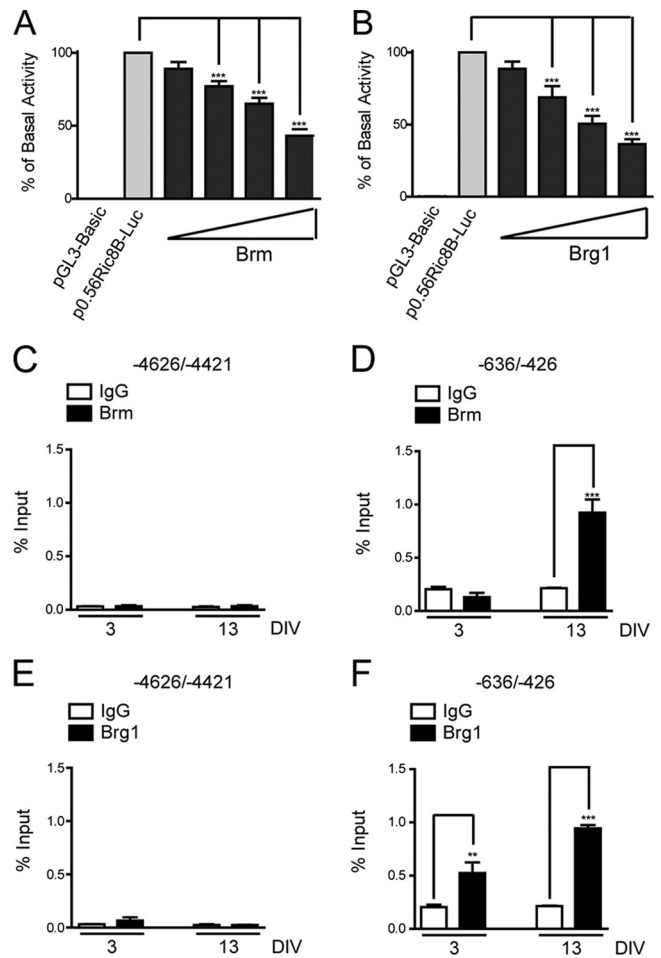 A
% of Basal Activity
100
50
0
***
***
***
pGL3-Basic
p0.56Ric8B-Luc
Brm
B
% of Basal Activity
100
50
0
***
***
***
pGL3-Basic
p0.56Ric8B-Luc
Brg1
C
-4626/-4421
IgG
Brm
% Input
1.5
1.0
0.5
0.0
3
13
DIV
D
-636/-426
IgG
Brm
% Input
1.5
1.0
0.5
0.0
***
3
13
DIV
E
-4626/-4421
IgG
Brg1
% Input
1.5
1.0
0.5
0.0
3
13
DIV
F
-636/-426
IgG
Brg1
% Input
1.5
1.0
0.5
0.0
**
***
3
13
DIV